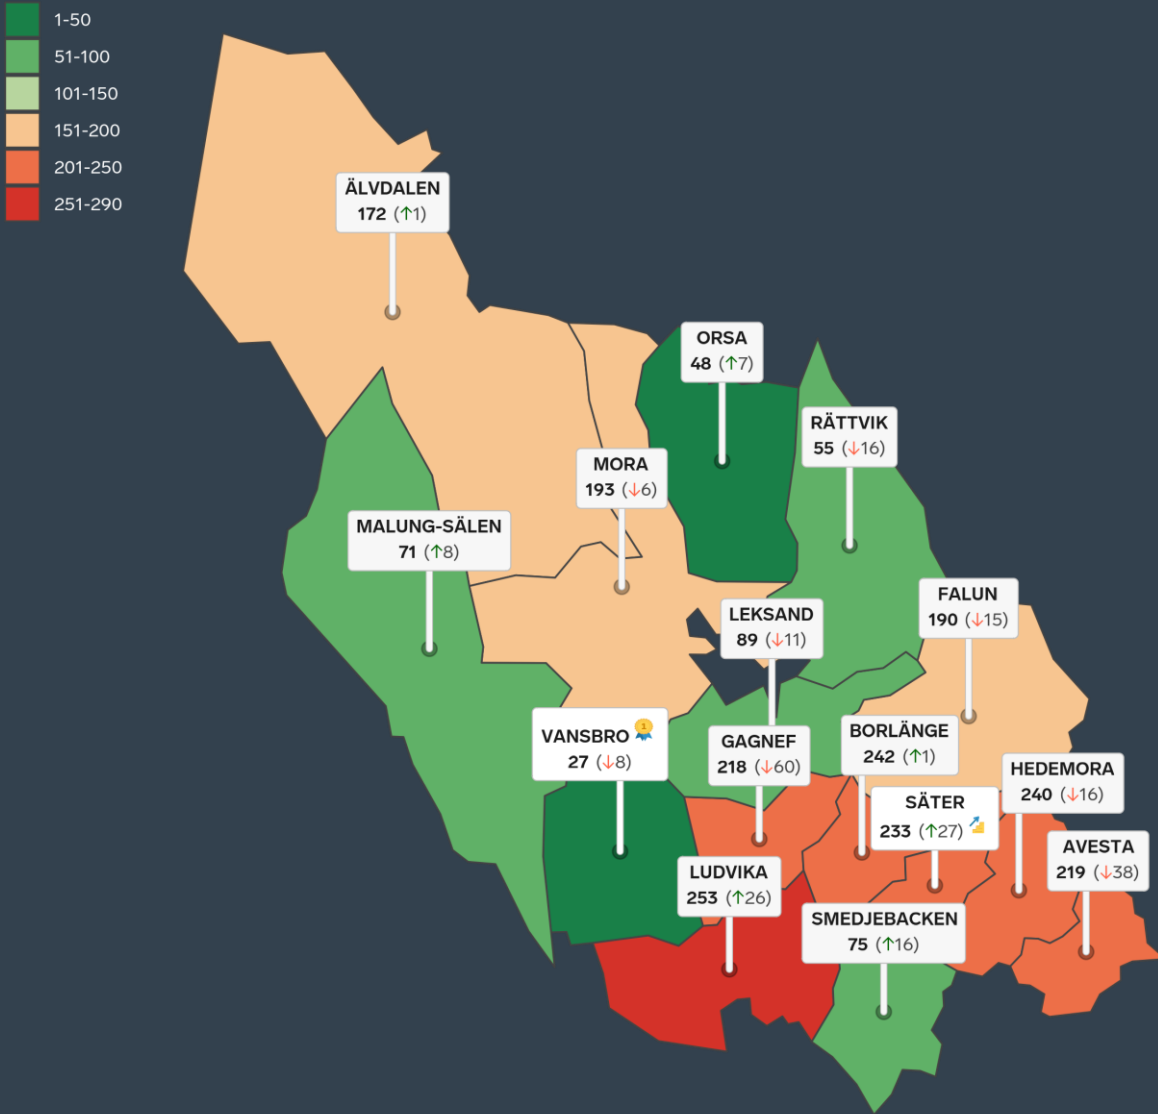 1-50
51-100
101-150
151-200
201-250
251-290
ÄLVDALEN
172 (↑1)
ORSA
48 (↑7)
RÄTTVIK
55 (↓16)
MORA
193 (↓6)
MALUNG-SÄLEN
71 (↑8)
FALUN
190 (↓15)
LEKSAND
89 (↓11)
VANSBRO 1
27 (↓8)
GAGNEF
218 (↓60)
BORLÄNGE
242 (↑1)
HEDEMORA
240 (↓16)
SÄTER
233 (↑27)
AVESTA
219 (↓38)
LUDVIKA
253 (↑26)
SMEDJEBACKEN
75 (↑16)